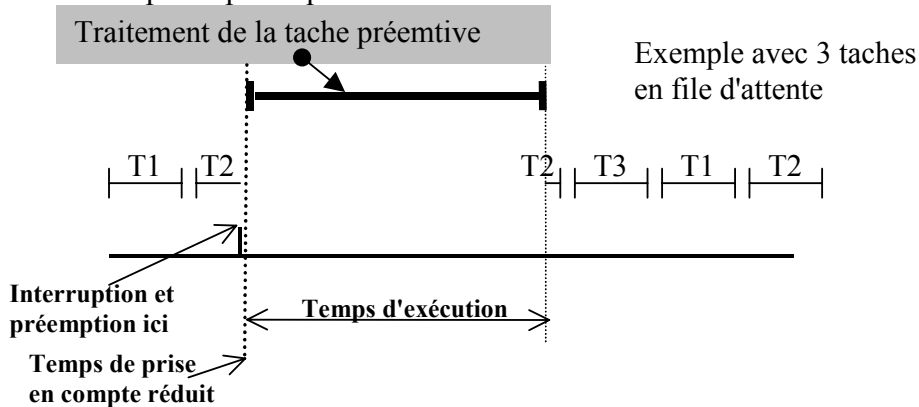 Traitement de la tache préemtive
Exemple avec 3 taches
en file d'attente
T1 T2 T2 T3 T1 T2
Interruption et
préemption ici
Temps d'exécution
Temps de prise
en compte réduit